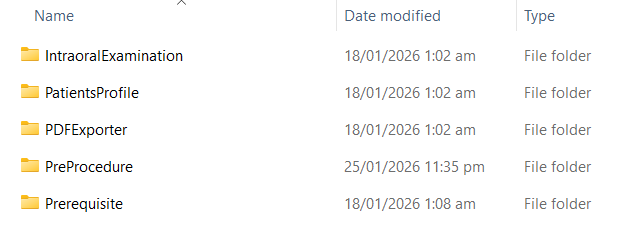 Name Date modified Type
IntraoralExamination 18/01/2026 1:02 am File folder
PatientsProfile 18/01/2026 1:02 am File folder
PDFExporter 18/01/2026 1:02 am File folder
PreProcedure 25/01/2026 11:35 pm File folder
Prerequisite 18/01/2026 1:08 am File folder